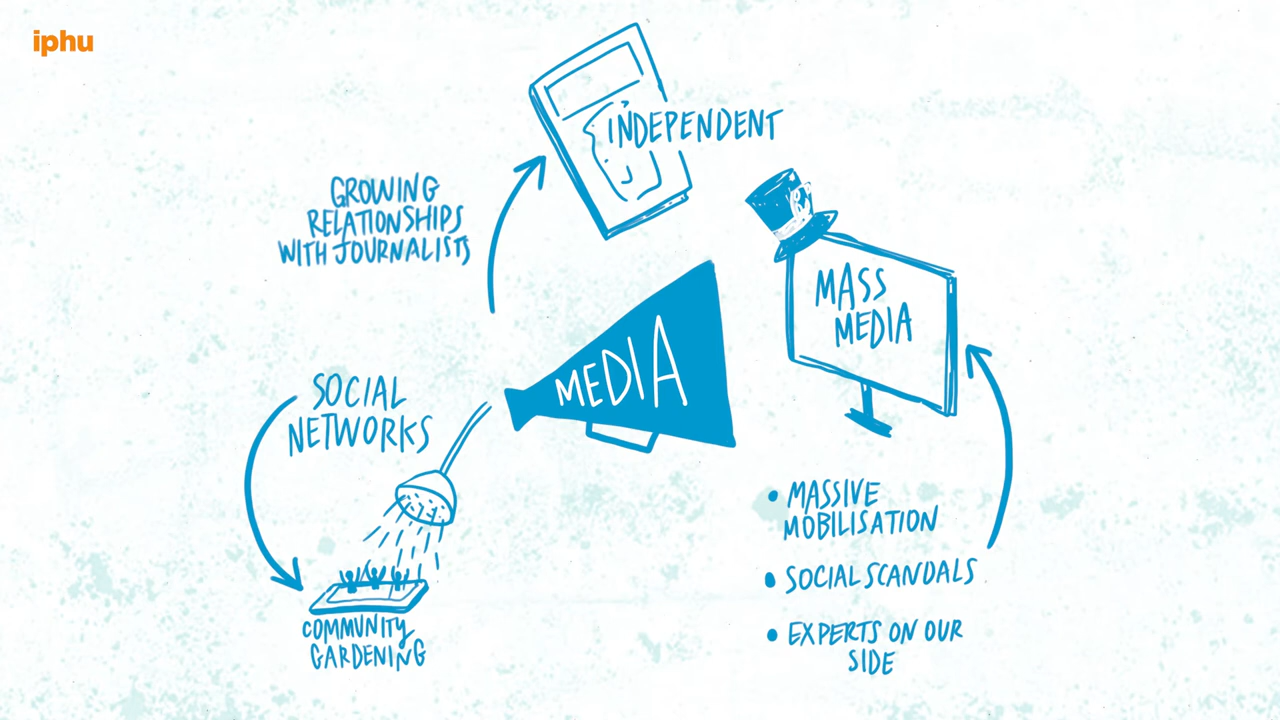 iphu
INDEPENDENT
GROWING
RELATIONSHIPS
WITH JOURNALISTS
MASS
MEDIA
MEDIA
SOCIAL
NETWORKS
COMMUNITY
GARDENING
• MASSIVE
MOBILISATION
• SOCIAL SCANDALS
• EXPERTS ON OUR
SIDE